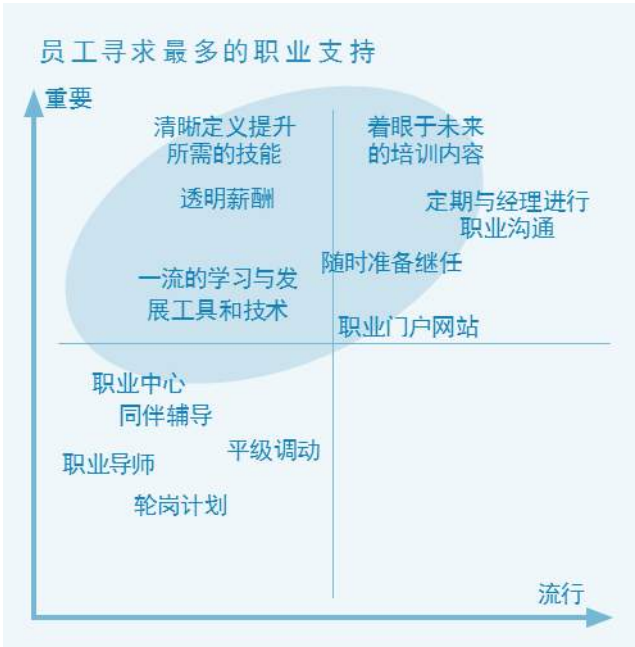 员工寻求最多的职业支持
重要
清晰定义提升
所需的技能
着眼于未来
的培训内容
透明薪酬
定期与经理进行
职业沟通
随时准备继任
一流的学习与发
展工具和技术
职业门户网站
职业中心
同伴辅导
平级调动
职业导师
轮岗计划
流行